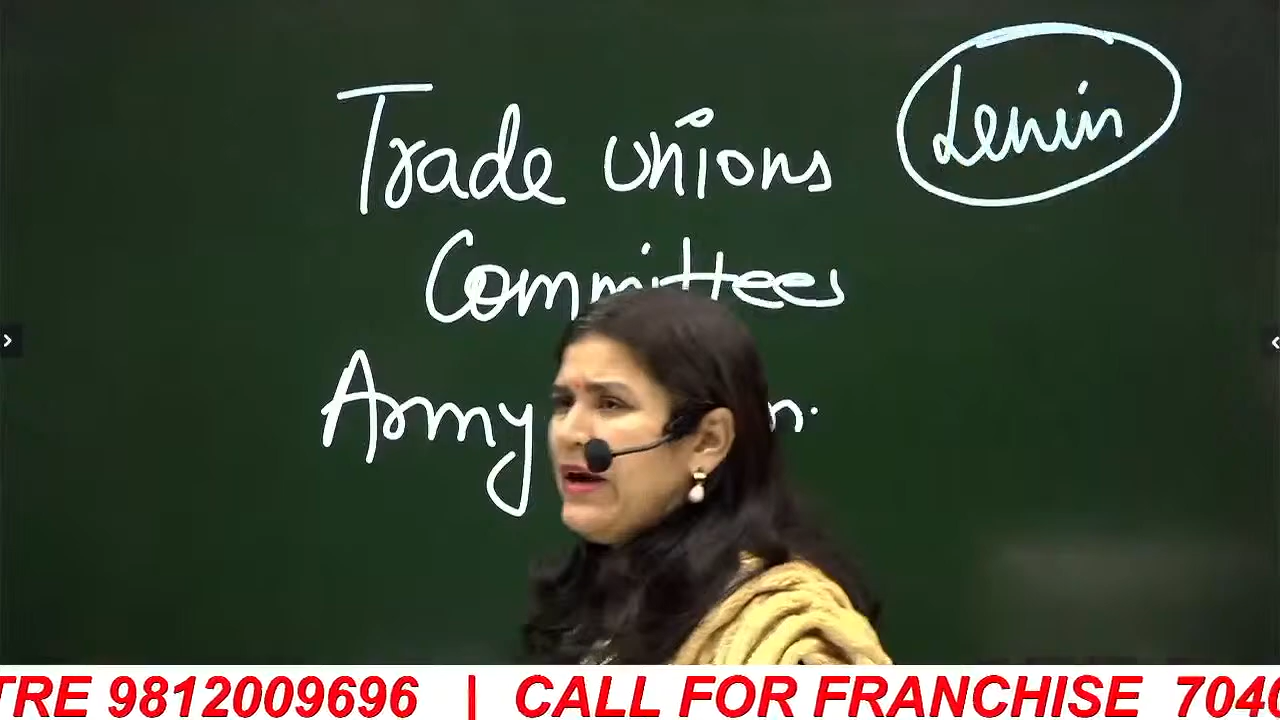 Trade unions
Lenin
Committees
Army
TRE 9812009696 | CALL FOR FRANCHISE 7040